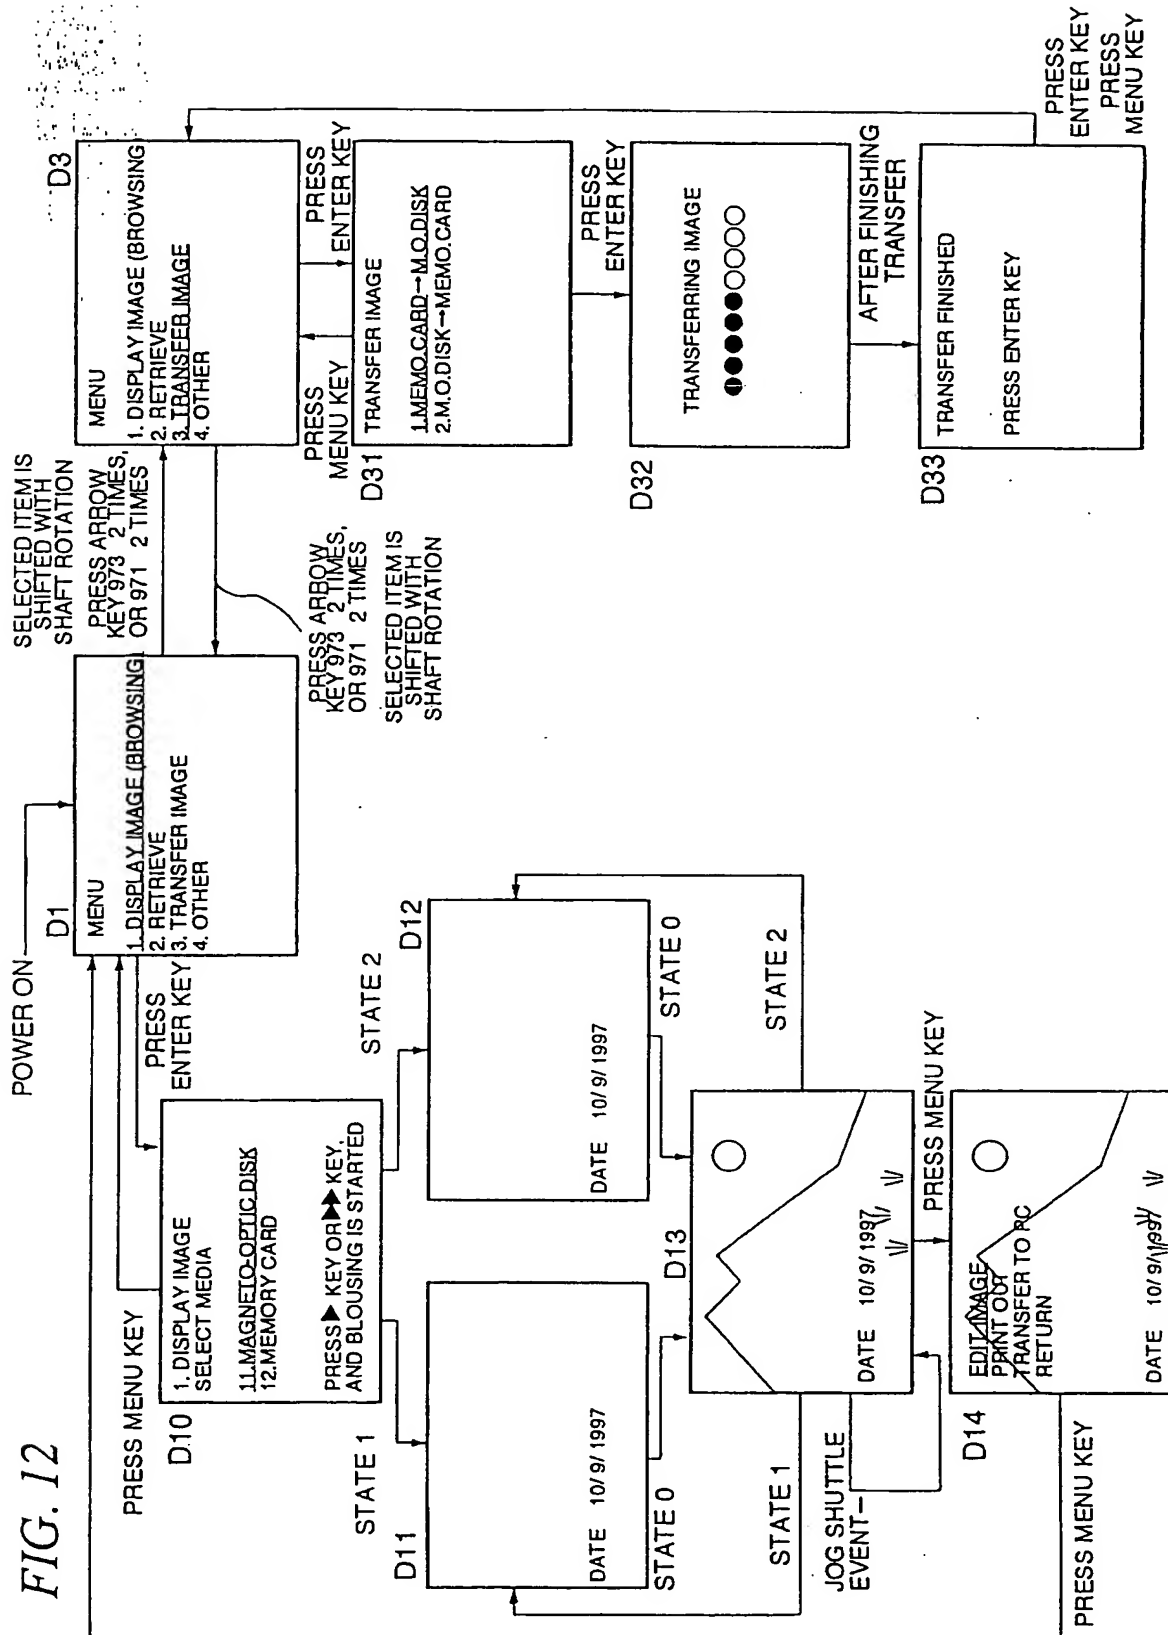 FIG. 12
POWER ON
D1
MENU
1. DISPLAY IMAGE (BROWSING)
2. RETRIEVE
3. TRANSFER IMAGE
4. OTHER
SELECTED ITEM IS
SHIFTED WITH
SHAFT ROTATION
PRESS ARROW
KEY 973 2 TIMES,
OR 971 2 TIMES
D3
MENU
1. DISPLAY IMAGE (BROWSING)
2. RETRIEVE
3. TRANSFER IMAGE
4. OTHER
PRESS ARROW
KEY 973 2 TIMES,
OR 971 2 TIMES
SELECTED ITEM IS
SHIFTED WITH
SHAFT ROTATION
PRESS
MENU KEY
PRESS
ENTER KEY
D31
TRANSFER IMAGE
1.MEMO.CARD→M.O.DISK
2.M.O.DISK→MEMO.CARD
PRESS
ENTER KEY
D32
TRANSFERRING IMAGE
AFTER FINISHING
TRANSFER
D33
TRANSFER FINISHED
PRESS ENTER KEY
PRESS
ENTER KEY
PRESS
MENU KEY
PRESS MENU KEY
PRESS
ENTER KEY
D10
1. DISPLAY IMAGE
SELECT MEDIA
11.MAGNETO-OPTIC DISK
12.MEMORY CARD
PRESS ▶ KEY OR ▶▶ KEY,
AND BLOUSING IS STARTED
STATE 1
STATE 2
D11
DATE 10/9/1997
D12
DATE 10/9/1997
STATE 0
STATE 0
D13
DATE 10/9/1997
STATE 1
STATE 2
JOG SHUTTLE
EVENT
PRESS MENU KEY
D14
EDIT IMAGE
PRINT OUT
TRANSFER TO PC
RETURN
DATE 10/9/1997
PRESS MENU KEY